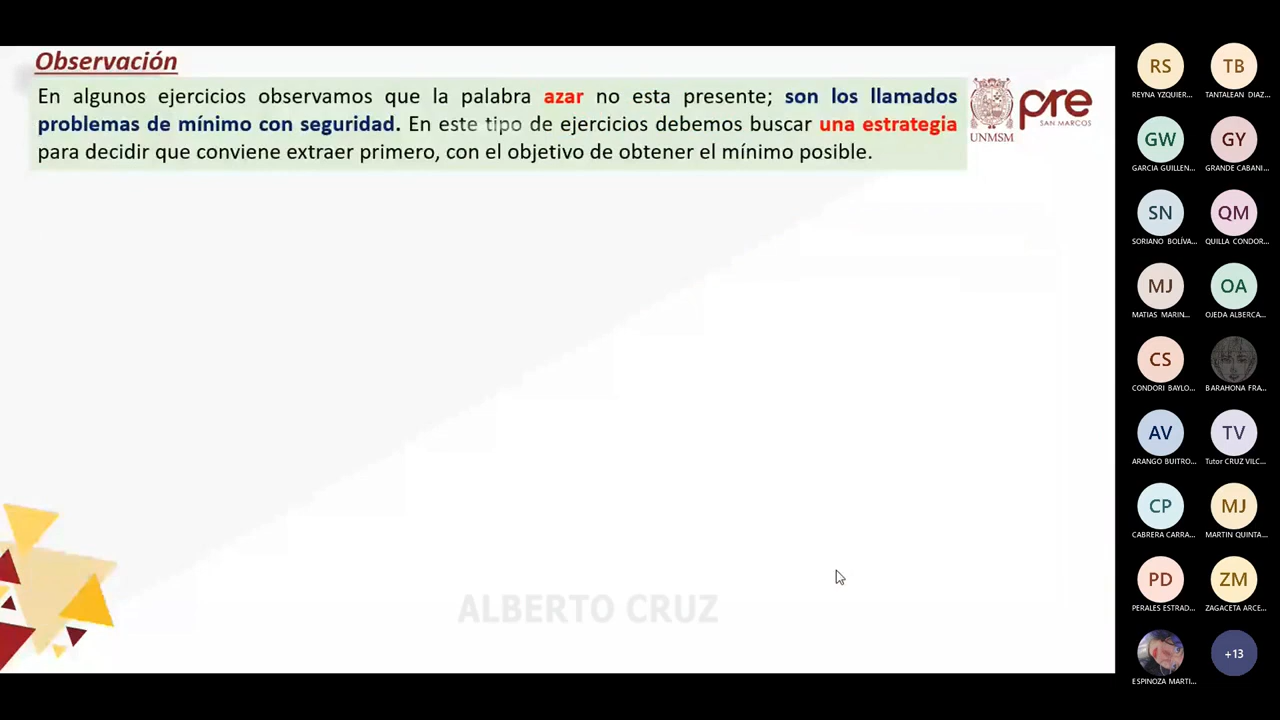 Observación
En algunos ejercicios observamos que la palabra azar no esta presente; son los llamados
problemas de mínimo con seguridad. En este tipo de ejercicios debemos buscar una estrategia
para decidir que conviene extraer primero, con el objetivo de obtener el mínimo posible.
UNMSM
pre
SAN MARCOS
ALBERTO CRUZ
RS
REYNA YZQUIER...
TB
TANTALEAN DIAZ...
GW
GARCIA GUILLEN...
GY
GRANDE CABANI...
SN
SORIANO BOLÍVA...
QM
QUILLA CONDOR...
MJ
MATIAS MARIN...
OA
OJEDA ALBERCA...
CS
CONDORI BAYLO...
BARAHONA FRA...
AV
ARANGO BUITRO...
TV
Tutor CRUZ VILC...
CP
CABRERA CARRA...
MJ
MARTIN QUINTA...
PD
PERALES ESTRAD...
ZM
ZAGACETA ARCE...
ESPINOZA MARTI...
+13